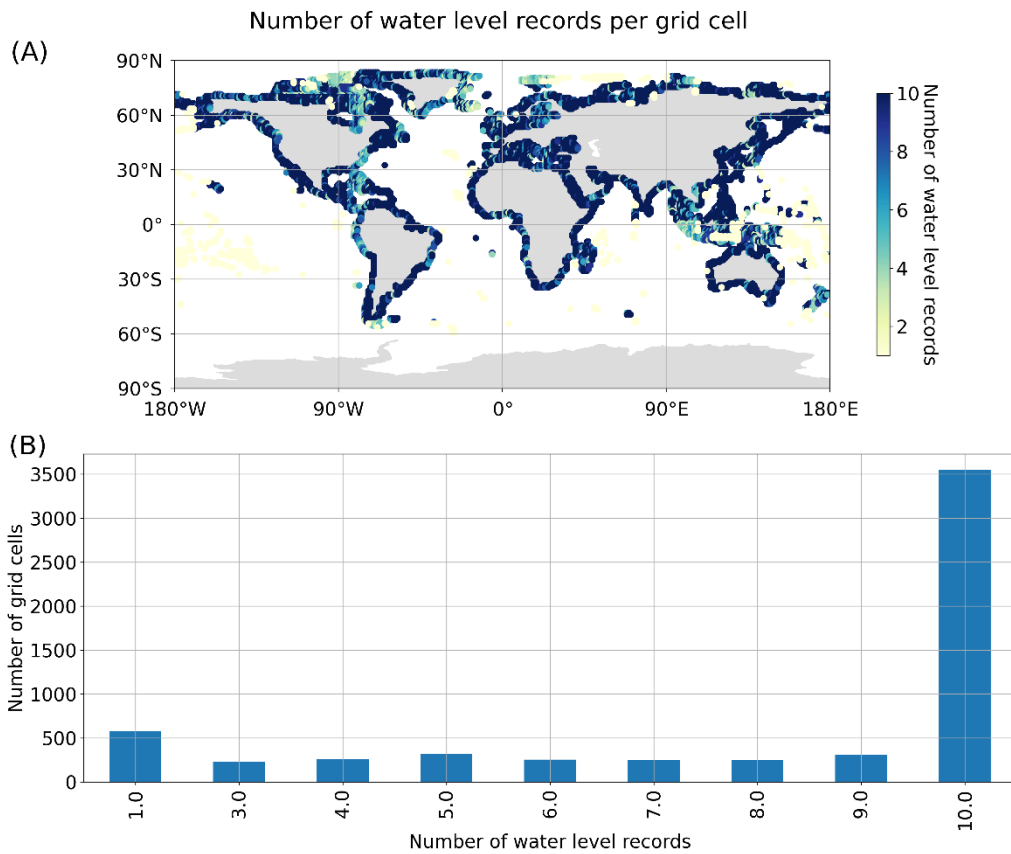 Number of water level records per grid cell
(A)
90°N
60°N
30°N
0°
30°S
60°S
90°S
180°W
90°W
0°
90°E
180°E
10
8
6
4
2
Number of water level records
(B)
3500
3000
2500
2000
1500
1000
500
0
Number of grid cells
1.0
3.0
4.0
5.0
6.0
7.0
8.0
9.0
10.0
Number of water level records